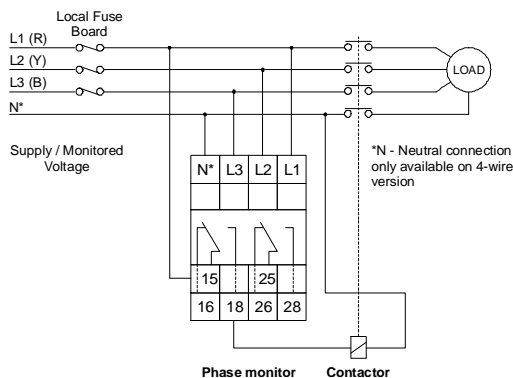 Local Fuse
Board
L1 (R)
L2 (Y)
L3 (B)
N*
LOAD
Supply / Monitored
Voltage
*N - Neutral connection
only available on 4-wire
version
N* L3 L2 L1
15 25
16 18 26 28
Phase monitor Contactor